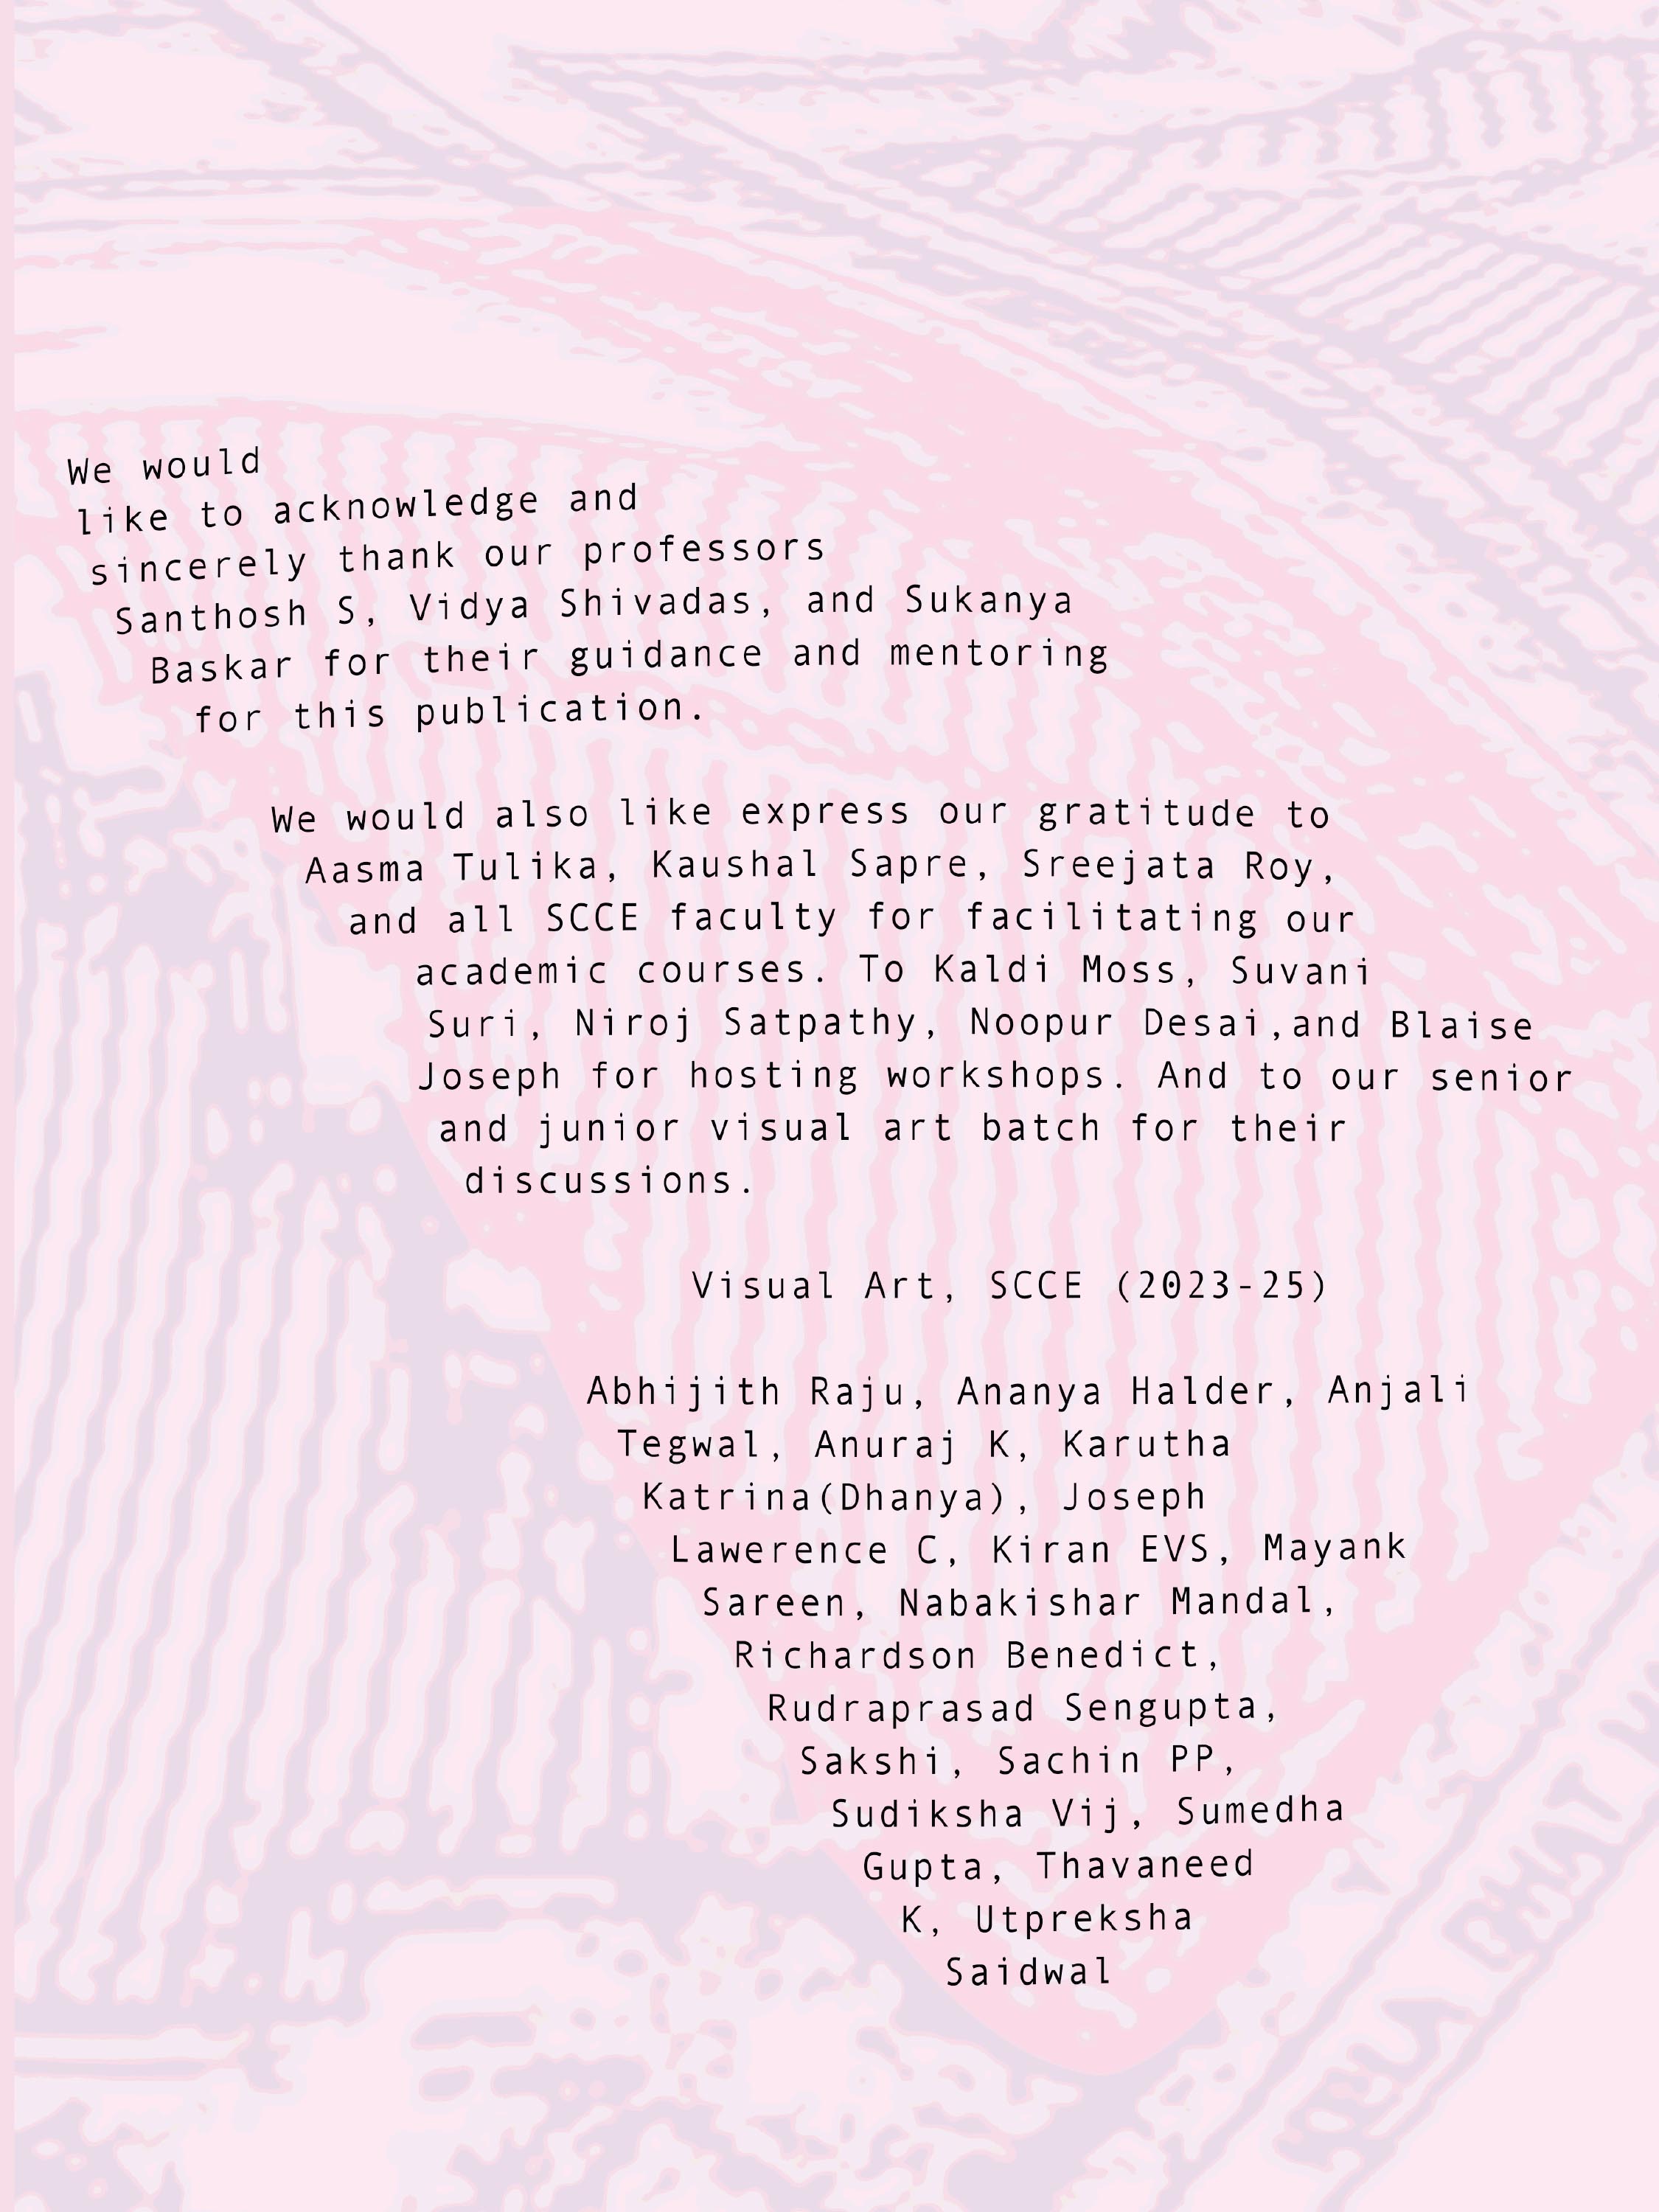 We would
like to acknowledge and
sincerely thank our professors
Santhosh S, Vidya Shivadas, and Sukanya
Baskar for their guidance and mentoring
for this publication.
We would also like express our gratitude to
Aasma Tulika, Kaushal Sapre, Sreejata Roy,
and all SCCE faculty for facilitating our
academic courses. To Kaldi Moss, Suvani
Suri, Niroj Satpathy, Noopur Desai,and Blaise
Joseph for hosting workshops. And to our senior
and junior visual art batch for their
discussions.
Visual Art, SCCE (2023-25)
Abhijith Raju, Ananya Halder, Anjali
Tegwal, Anuraj K, Karutha
Katrina(Dhanya), Joseph
Lawerence C, Kiran EVS, Mayank
Sareen, Nabakishar Mandal,
Richardson Benedict,
Rudraprasad Sengupta,
Sakshi, Sachin PP,
Sudiksha Vij, Sumedha
Gupta, Thavaneed
K, Utpreksha
Saidwal